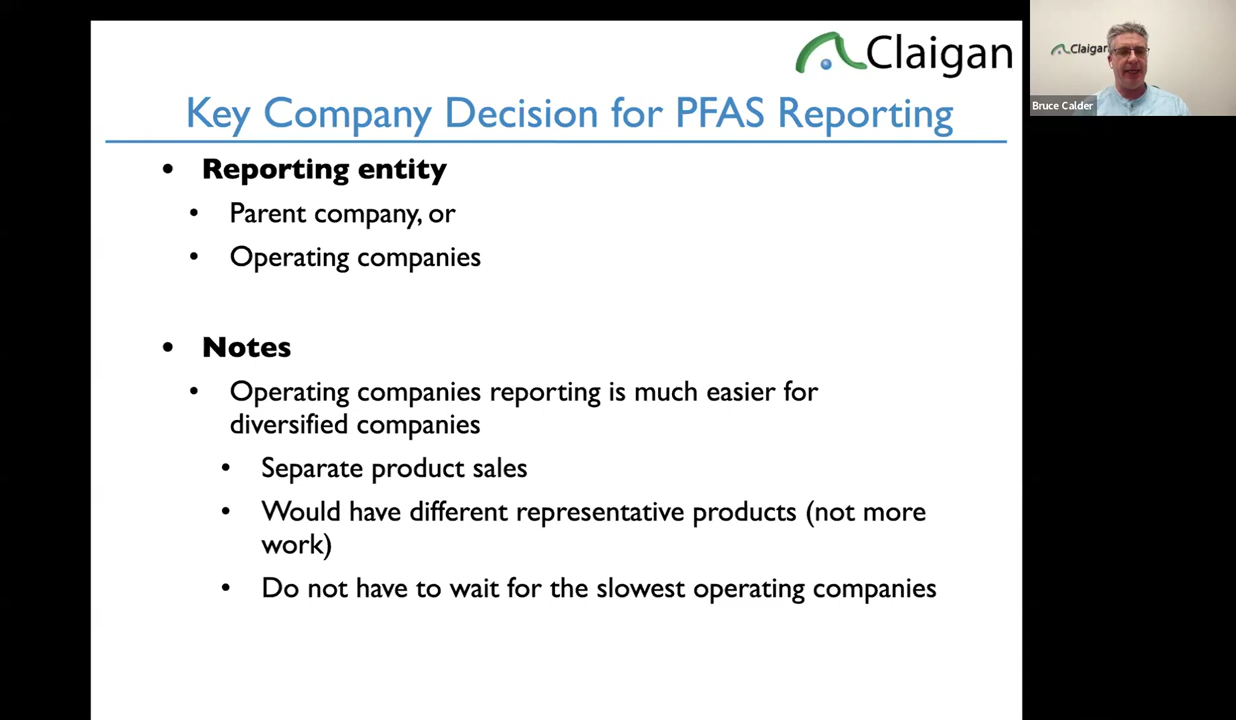 Claigan
Key Company Decision for PFAS Reporting
• Reporting entity
• Parent company, or
• Operating companies
• Notes
• Operating companies reporting is much easier for
diversified companies
• Separate product sales
• Would have different representative products (not more
work)
• Do not have to wait for the slowest operating companies
Claigan
Bruce Calder